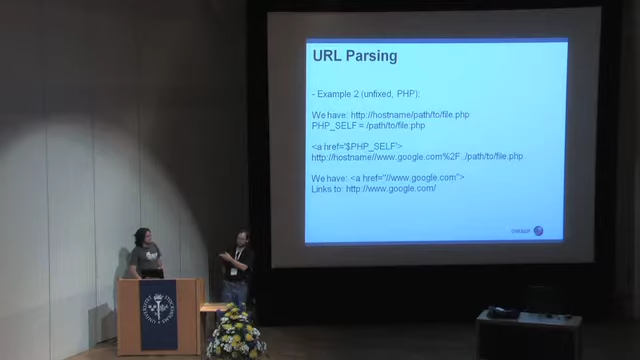 URL Parsing
- Example 2 (unfixed, PHP):
We have: http://hostname/path/to/file.php
PHP_SELF = /path/to/file.php
<a href='$PHP_SELF'>
http://hostname//www.google.com%2F../path/to/file.php
We have: <a href="//www.google.com">
Links to: http://www.google.com/